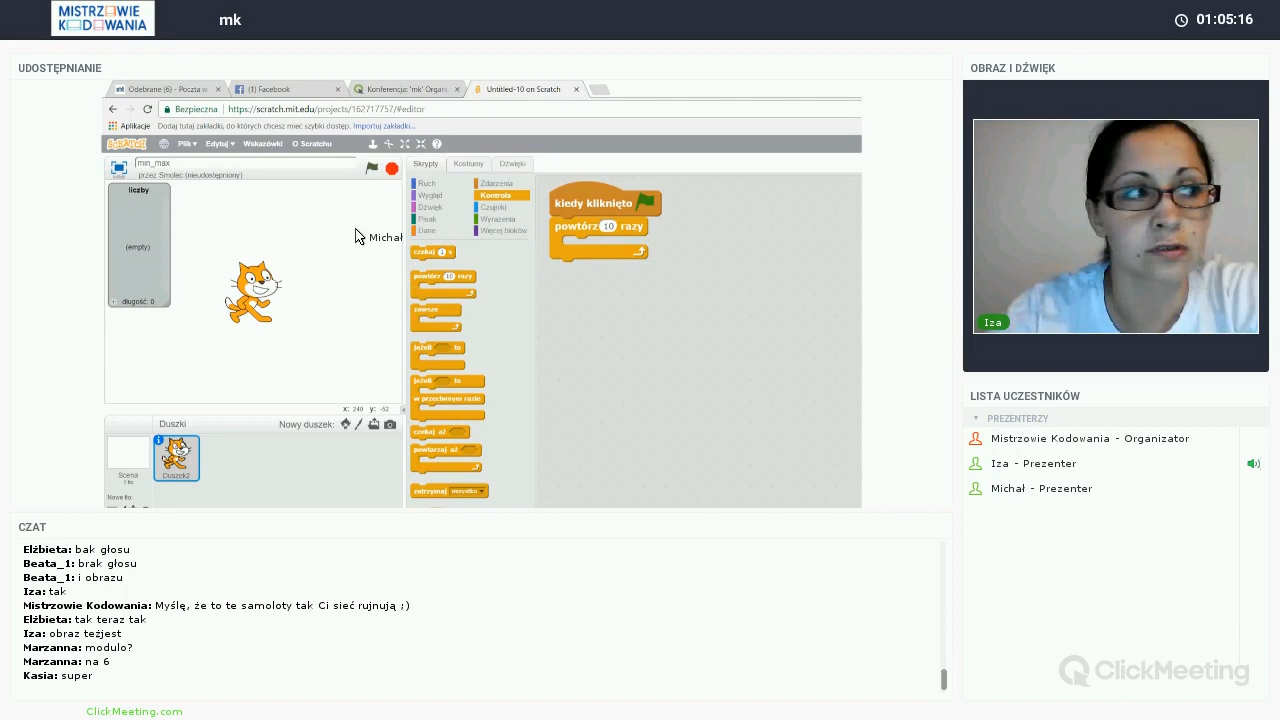 MISTRZOWIE
KODOWANIA
mk
01:05:16
UDOSTĘPNIANIE
Odebrane (6) - Poczta w
(1) Facebook
Konferencja: 'mk' Organi
Untitled-10 on Scratch
Bezpieczna
https://scratch.mit.edu/projects/162717757/#editor
Aplikacje
Dodaj tutaj zakładki, do których chcesz mieć szybki dostęp.
Importuj zakładki...
SCRATCH
Plik
Edytuj
Wskazówki
O Scratchu
min_max
przez Smolec (nieudostępniony)
liczby
(empty)
długość: 0
Michał
x: 240 y: -52
Duszki
Nowy duszek:
Scena
1 tło
Duszek2
Nowe tło:
Skrypty
Kostiumy
Dźwięki
Ruch
Zdarzenia
Wygląd
Kontrola
Dźwięk
Czujniki
Pisak
Wyrażenia
Dane
Więcej bloków
czekaj 1 s
powtórz 10 razy
zawsze
jeżeli to
jeżeli to
w przeciwnym razie
czekaj aż
powtarzaj aż
zatrzymaj wszystko
kiedy kliknięto
powtórz 10 razy
OBRAZ I DŹWIĘK
Iza
LISTA UCZESTNIKÓW
PREZENTERZY
Mistrzowie Kodowania - Organizator
Iza - Prezenter
Michał - Prezenter
CZAT
Elżbieta: bak głosu
Beata_1: brak głosu
Beata_1: i obrazu
Iza: tak
Mistrzowie Kodowania: Myślę, że to te samoloty tak Ci sieć rujnują ;)
Elżbieta: tak teraz tak
Iza: obraz teżjest
Marzanna: modulo?
Marzanna: na 6
Kasia: super
ClickMeeting
ClickMeeting.com